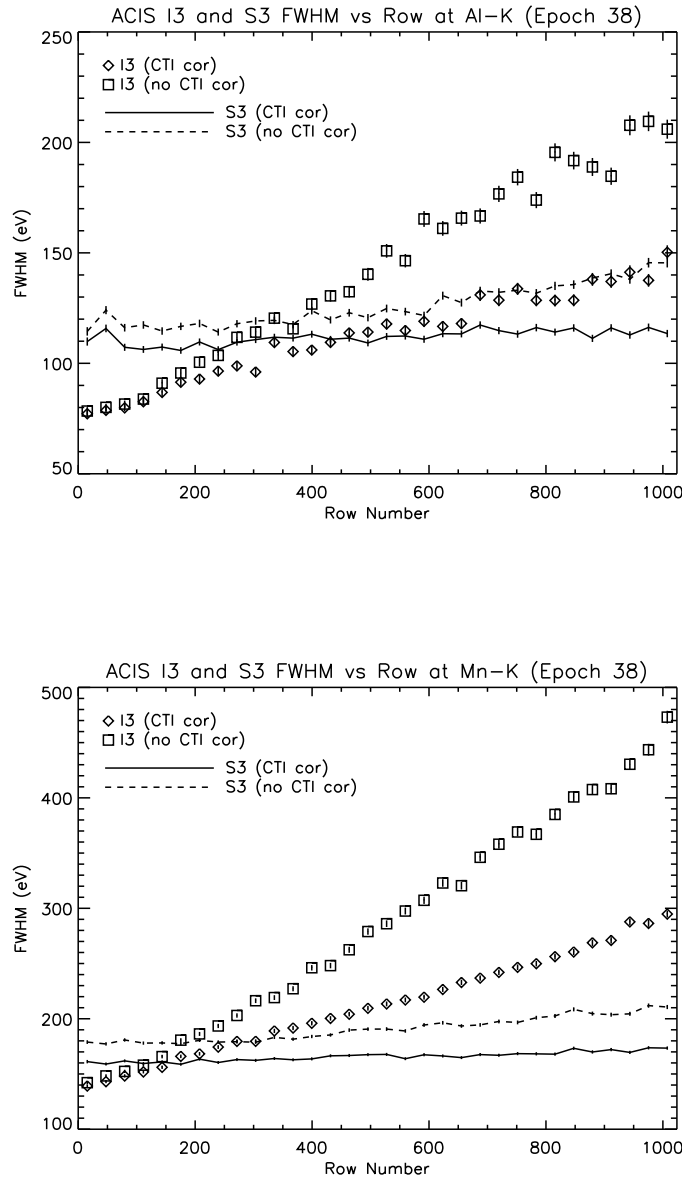 ACIS I3 and S3 FWHM vs Row at Al-K (Epoch 38)
250
200
150
100
50
FWHM (eV)
I3 (CTI cor)
I3 (no CTI cor)
S3 (CTI cor)
S3 (no CTI cor)
0 200 400 600 800 1000
Row Number
ACIS I3 and S3 FWHM vs Row at Mn-K (Epoch 38)
500
400
300
200
100
FWHM (eV)
I3 (CTI cor)
I3 (no CTI cor)
S3 (CTI cor)
S3 (no CTI cor)
0 200 400 600 800 1000
Row Number